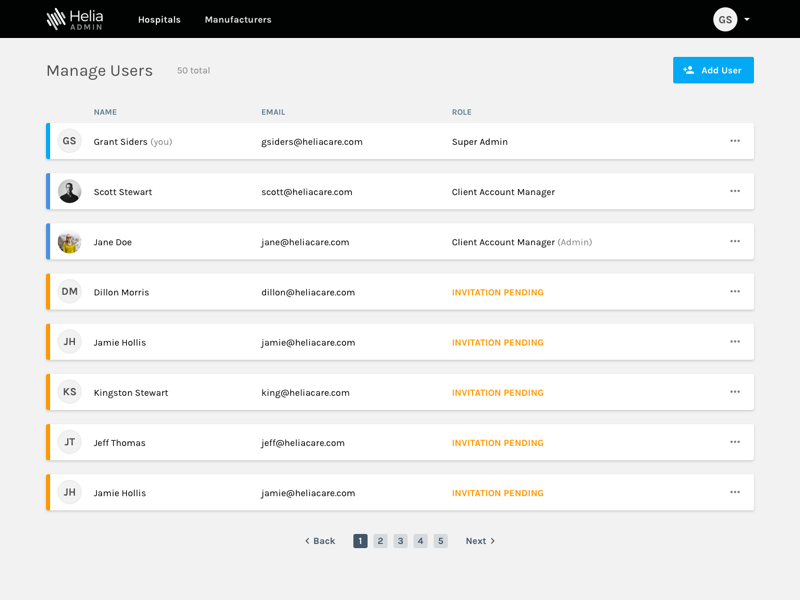 Helia
ADMIN
Hospitals
Manufacturers
GS
Manage Users
50 total
Add User
NAME EMAIL ROLE
GS Grant Siders (you) gsiders@heliacare.com Super Admin
Scott Stewart scott@heliacare.com Client Account Manager
Jane Doe jane@heliacare.com Client Account Manager (Admin)
DM Dillon Morris dillon@heliacare.com INVITATION PENDING
JH Jamie Hollis jamie@heliacare.com INVITATION PENDING
KS Kingston Stewart king@heliacare.com INVITATION PENDING
JT Jeff Thomas jeff@heliacare.com INVITATION PENDING
JH Jamie Hollis jamie@heliacare.com INVITATION PENDING
Back 1 2 3 4 5 Next